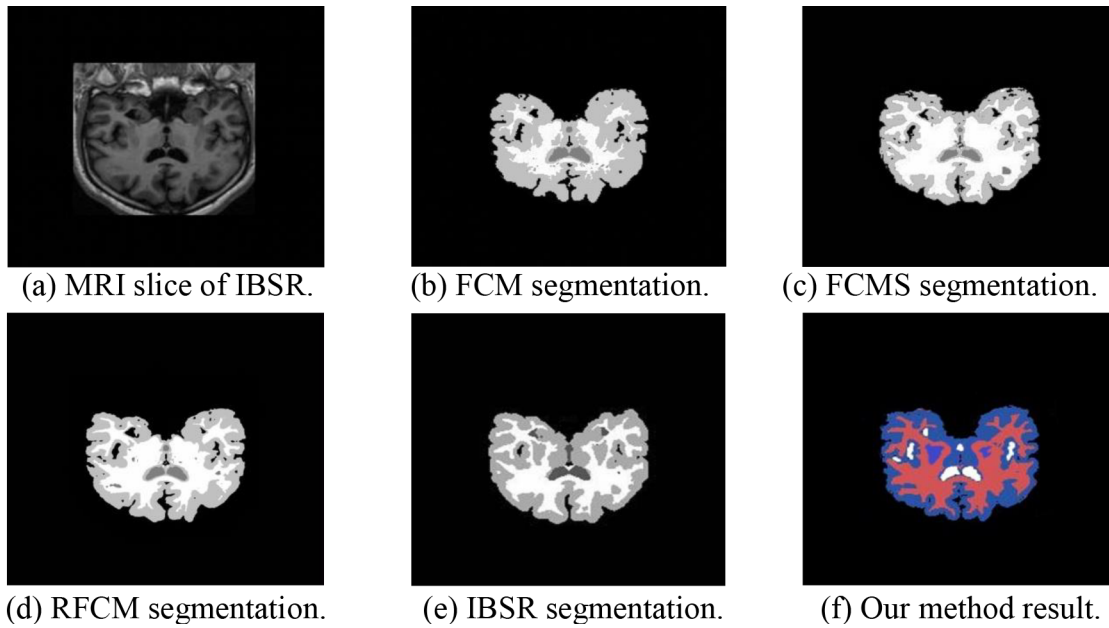 (a) MRI slice of IBSR.
(b) FCM segmentation.
(c) FCMS segmentation.
(d) RFCM segmentation.
(e) IBSR segmentation.
(f) Our method result.